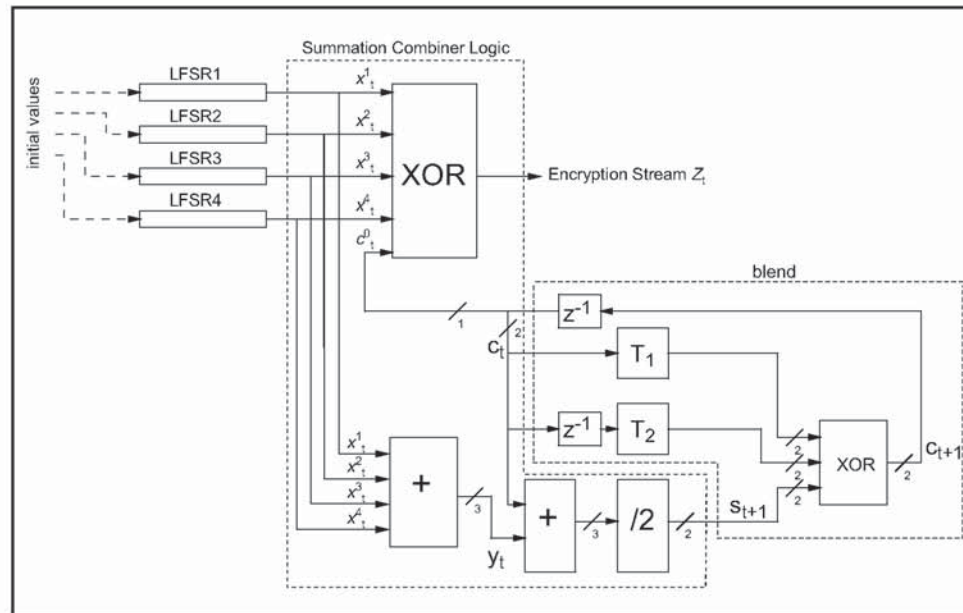 Summation Combiner Logic
initial values
LFSR1
LFSR2
LFSR3
LFSR4
x¹ₜ
x²ₜ
x³ₜ
x⁴ₜ
c⁰ₜ
XOR
Encryption Stream Zₜ
blend
1
2
cₜ
z⁻¹
T₁
z⁻¹
T₂
2
2
2
XOR
2
cₜ₊₁
x¹ₜ
x²ₜ
x³ₜ
x⁴ₜ
+
3
yₜ
+
3
/2
2
sₜ₊₁